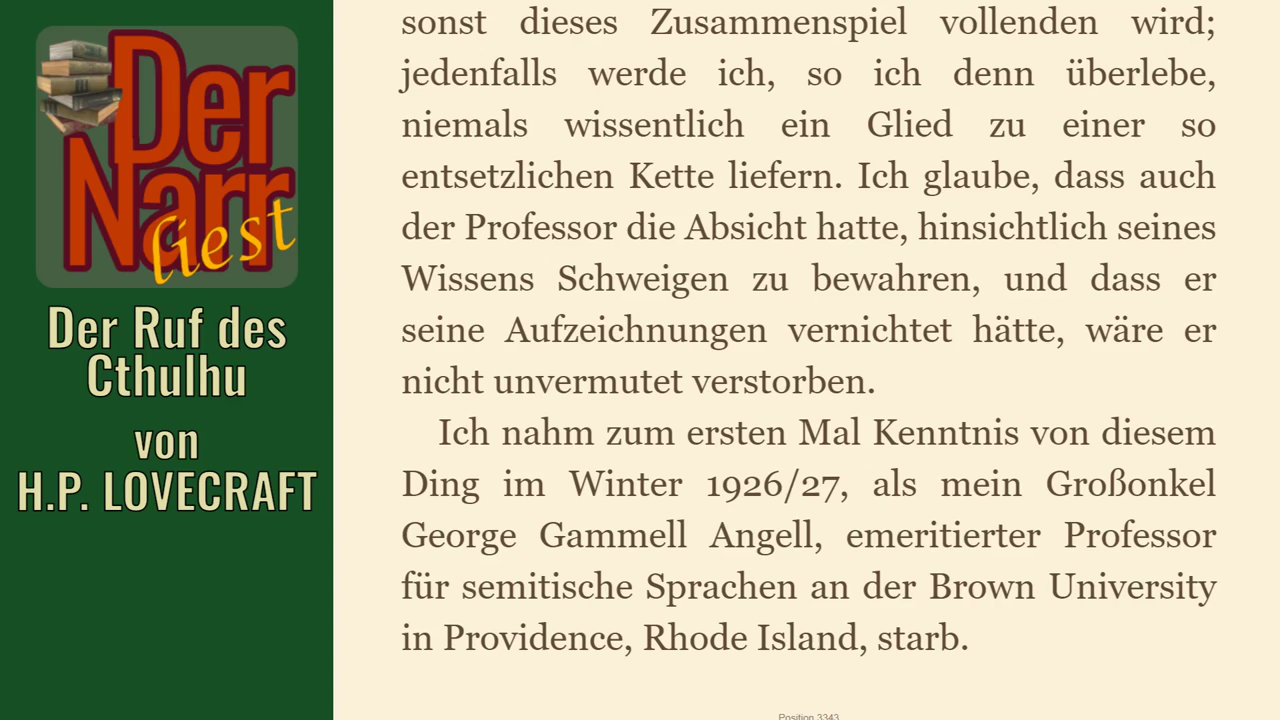 Der
Narr
liest
Der Ruf des
Cthulhu
von
H.P. LOVECRAFT
sonst dieses Zusammenspiel vollenden wird;
jedenfalls werde ich, so ich denn überlebe,
niemals wissentlich ein Glied zu einer so
entsetzlichen Kette liefern. Ich glaube, dass auch
der Professor die Absicht hatte, hinsichtlich seines
Wissens Schweigen zu bewahren, und dass er
seine Aufzeichnungen vernichtet hätte, wäre er
nicht unvermutet verstorben.
Ich nahm zum ersten Mal Kenntnis von diesem
Ding im Winter 1926/27, als mein Großonkel
George Gammell Angell, emeritierter Professor
für semitische Sprachen an der Brown University
in Providence, Rhode Island, starb.
Position 3343